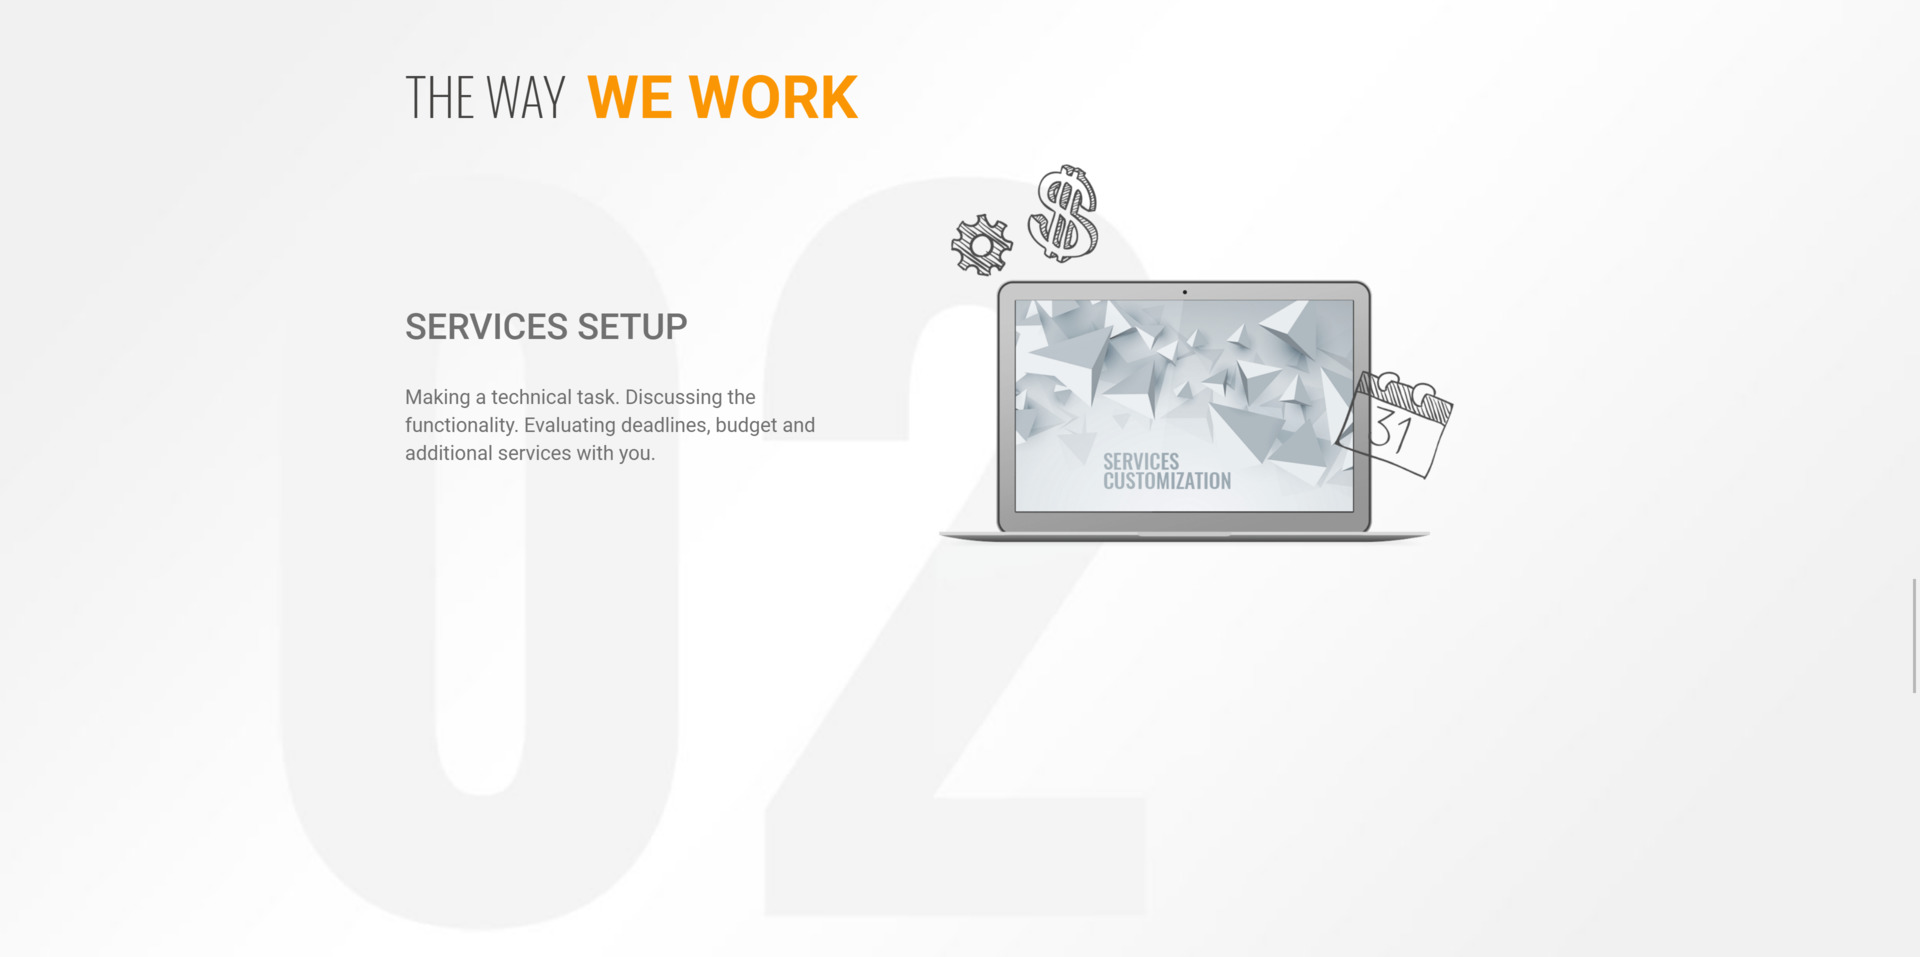 THE WAY WE WORK
02
SERVICES SETUP
Making a technical task. Discussing the
functionality. Evaluating deadlines, budget and
additional services with you.
SERVICES
CUSTOMIZATION
31